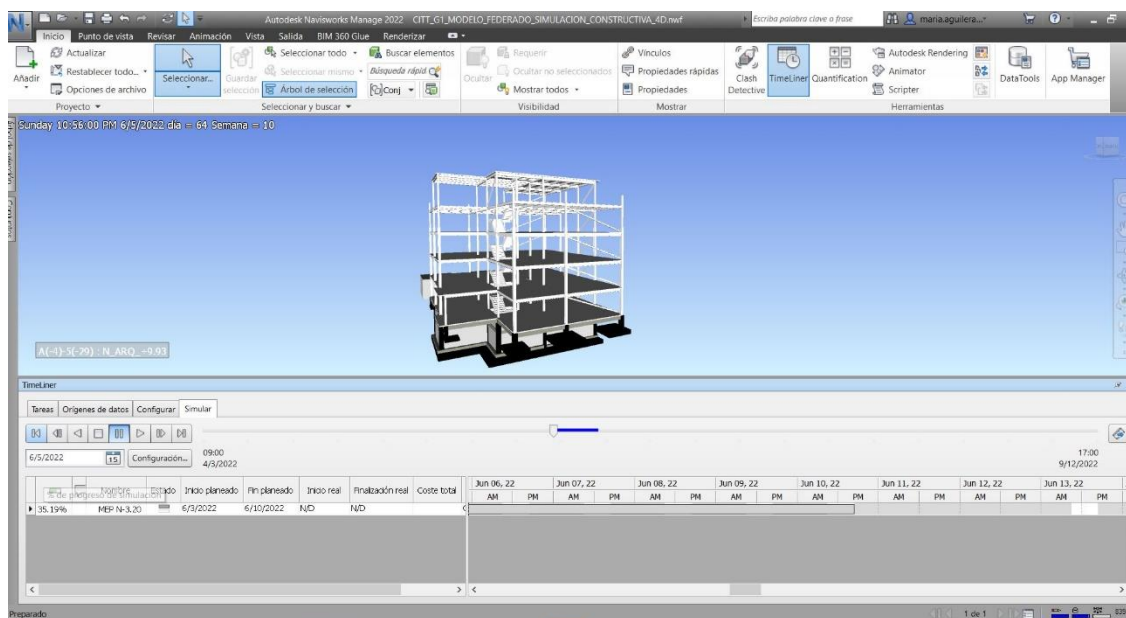 Autodesk Navisworks Manage 2022 CITT_G1_MODELO_FEDERADO_SIMULACION_CONSTRUCTIVA_4D.nwf
Escriba palabra clave o frase
maria.aguilera...
Inicio Punto de vista Revisar Animación Vista Salida BIM 360 Glue Renderizar
Añadir
Actualizar
Restablecer todo...
Opciones de archivo
Proyecto
Seleccionar...
Guardar selección
Seleccionar todo
Seleccionar mismo
Árbol de selección
Buscar elementos
Búsqueda rápid
Conj
Seleccionar y buscar
Ocultar
Requerir
Ocultar no seleccionados
Mostrar todos
Visibilidad
Vínculos
Propiedades rápidas
Propiedades
Mostrar
Clash Detective
TimeLiner
Quantification
Autodesk Rendering
Animator
Scripter
DataTools
App Manager
Herramientas
Sunday 10:56:00 PM 6/5/2022 día = 64 Semana = 10
A(-4)-S(-29) : N_ARQ_+9.93
TimeLiner
Tareas Orígenes de datos Configurar Simular
6/5/2022 15 Configuración...
09:00
4/3/2022
17:00
9/12/2022
Nombre Estado Inicio planeado Fin planeado Inicio real Finalización real Coste total
% de progreso de simulación
35.19% MEP N-3.20 6/3/2022 6/10/2022 N/D N/D
Jun 06, 22 Jun 07, 22 Jun 08, 22 Jun 09, 22 Jun 10, 22 Jun 11, 22 Jun 12, 22 Jun 13, 22
AM PM AM PM AM PM AM PM AM PM AM PM AM PM AM PM
Preparado
1 de 1